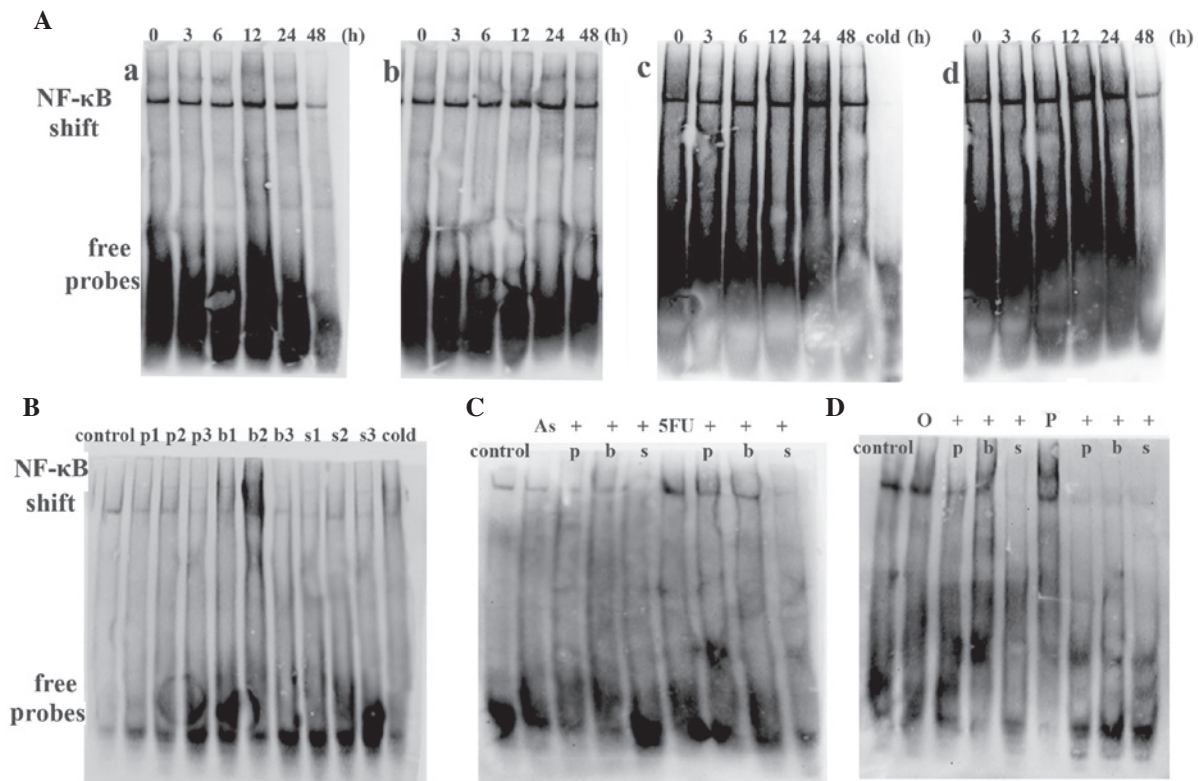 A
0 3 6 12 24 48 (h)
0 3 6 12 24 48 (h)
0 3 6 12 24 48 cold (h)
0 3 6 12 24 48 (h)
a
b
c
d
NF-κB
shift
free
probes
B
control p1 p2 p3 b1 b2 b3 s1 s2 s3 cold
NF-κB
shift
free
probes
C
As + + + 5FU + + +
control p b s p b s
D
O + + + P + + +
control p b s p b s